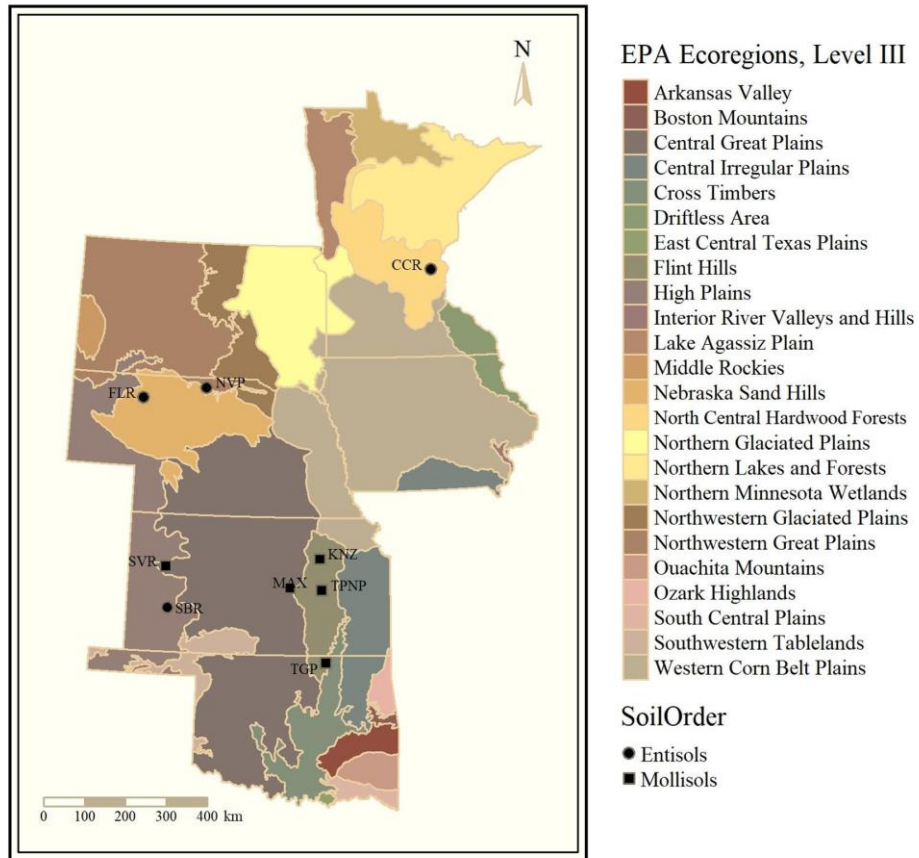 N
CCR
NVP
FLR
KNZ
SVR
MAX
TPNP
SBR
TGP
0 100 200 300 400 km
EPA Ecoregions, Level III
Arkansas Valley
Boston Mountains
Central Great Plains
Central Irregular Plains
Cross Timbers
Driftless Area
East Central Texas Plains
Flint Hills
High Plains
Interior River Valleys and Hills
Lake Agassiz Plain
Middle Rockies
Nebraska Sand Hills
North Central Hardwood Forests
Northern Glaciated Plains
Northern Lakes and Forests
Northern Minnesota Wetlands
Northwestern Glaciated Plains
Northwestern Great Plains
Ouachita Mountains
Ozark Highlands
South Central Plains
Southwestern Tablelands
Western Corn Belt Plains
SoilOrder
Entisols
Mollisols